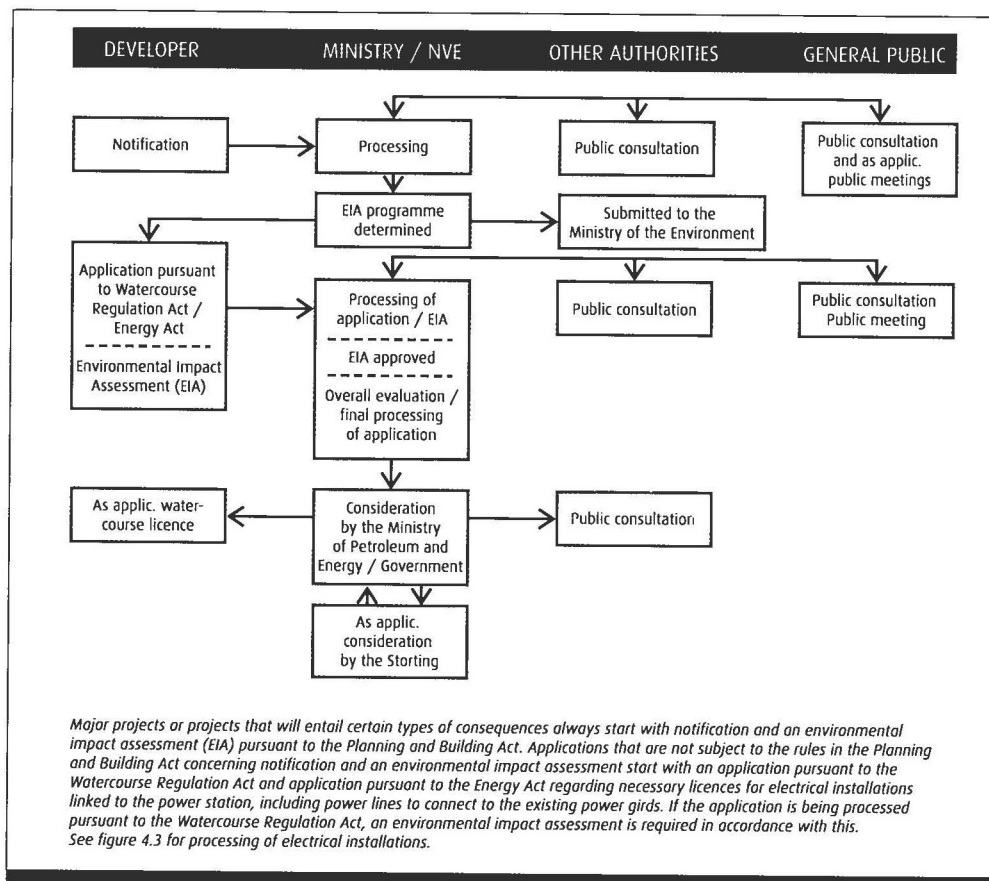 DEVELOPER
MINISTRY / NVE
OTHER AUTHORITIES
GENERAL PUBLIC
Notification
Processing
Public consultation
Public consultation
and as applic.
public meetings
EIA programme
determined
Submitted to the
Ministry of the Environment
Application pursuant
to Watercourse
Regulation Act /
Energy Act
Environmental Impact
Assessment (EIA)
Processing of
application / EIA
EIA approved
Overall evaluation /
final processing
of application
Public consultation
Public consultation
Public meeting
As applic. water-
course licence
Consideration
by the Ministry
of Petroleum and
Energy / Government
Public consultation
As applic.
consideration
by the Storting
Major projects or projects that will entail certain types of consequences always start with notification and an environmental
impact assessment (EIA) pursuant to the Planning and Building Act. Applications that are not subject to the rules in the Planning
and Building Act concerning notification and an environmental impact assessment start with an application pursuant to the
Watercourse Regulation Act and application pursuant to the Energy Act regarding necessary licences for electrical installations
linked to the power station, including power lines to connect to the existing power girds. If the application is being processed
pursuant to the Watercourse Regulation Act, an environmental impact assessment is required in accordance with this.
See figure 4.3 for processing of electrical installations.